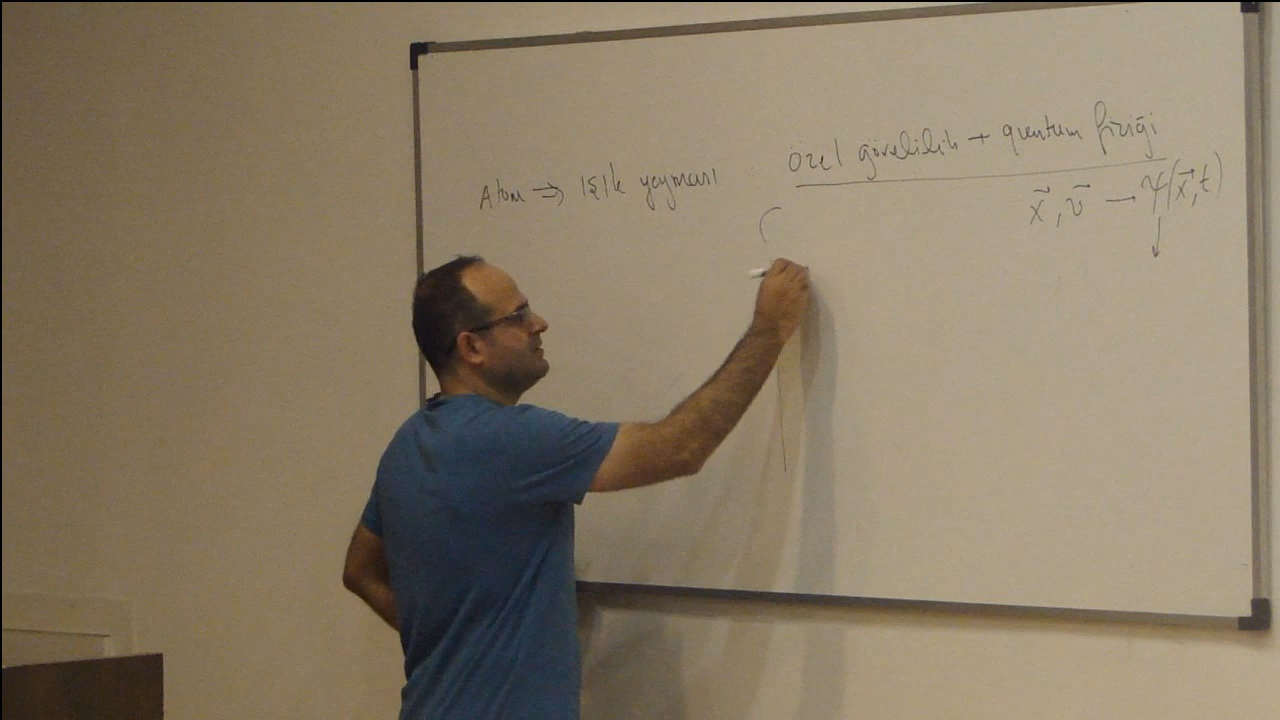 Atom ⇒ ışık yayması
özel görelilik + quantum fiziği
x⃗, v⃗ → Ψ(x⃗, t)
↓